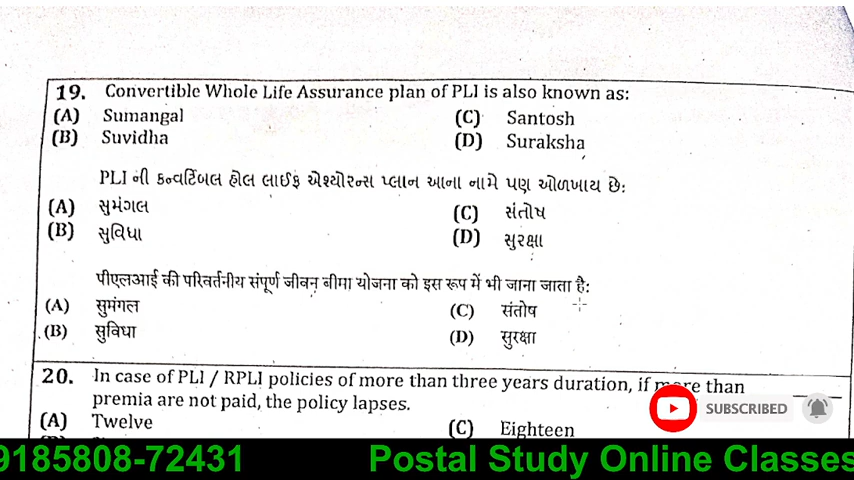 19. Convertible Whole Life Assurance plan of PLI is also known as:
(A) Sumangal (C) Santosh
(B) Suvidha (D) Suraksha
PLI ની કન્વર્ટિબલ હોલ લાઈફ એશ્યોરન્સ પ્લાન આના નામે પણ ઓળખાય છે:
(A) સુમંગલ (C) સંતોષ
(B) સુવિધા (D) સુરક્ષા
पीएलआई की परिवर्तनीय संपूर्ण जीवन बीमा योजना को इस रूप में भी जाना जाता है:
(A) सुमंगल (C) संतोष
(B) सुविधा (D) सुरक्षा
20. In case of PLI / RPLI policies of more than three years duration, if more than
premia are not paid, the policy lapses.
(A) Twelve (C) Eighteen
SUBSCRIBED
9185808-72431 Postal Study Online Classes